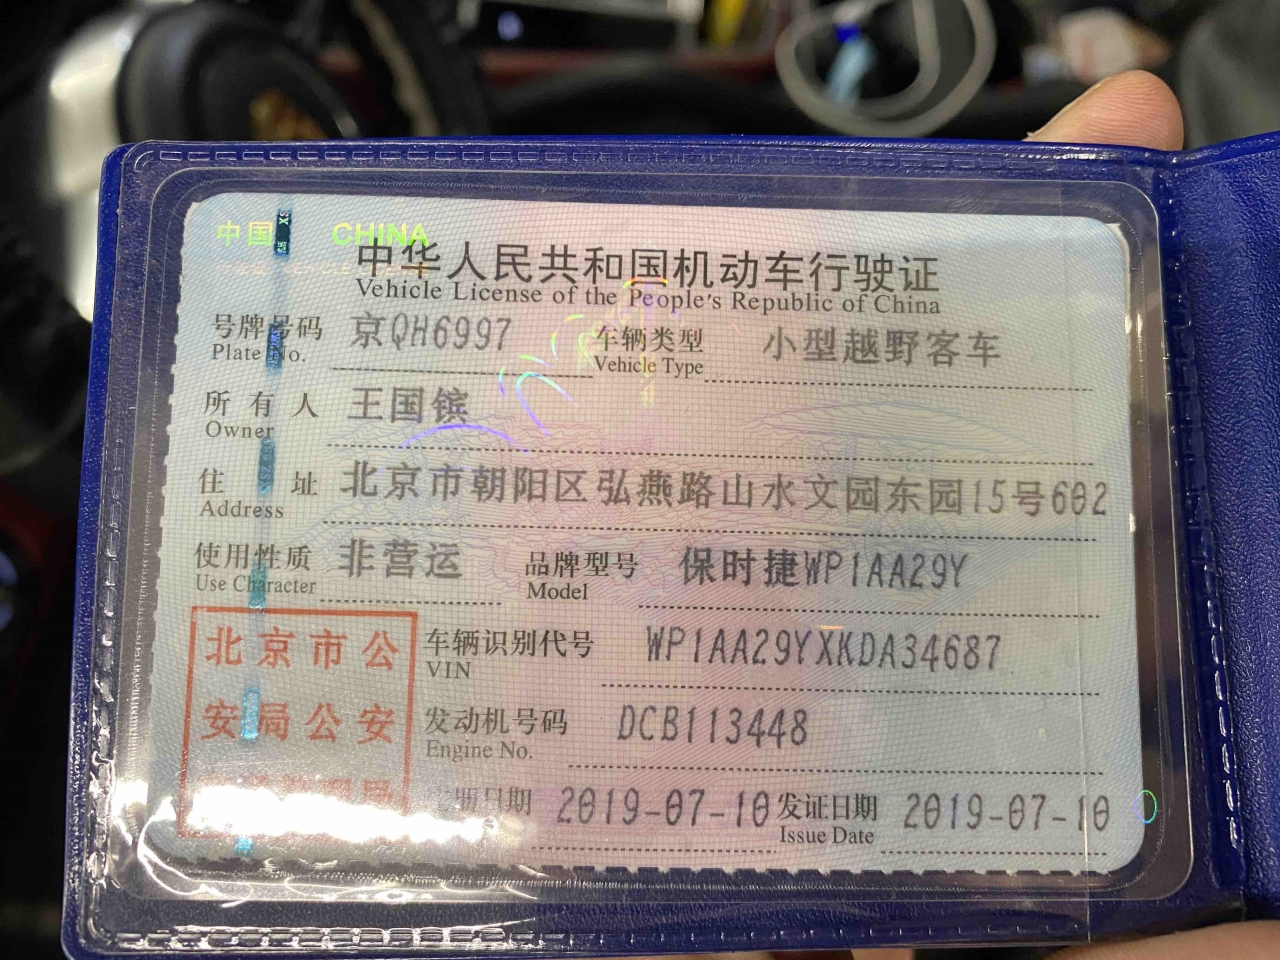 中国 CHINA
中华人民共和国机动车行驶证
Vehicle License of the People's Republic of China
号牌号码 京QH6997 车辆类型 小型越野客车
Plate No. Vehicle Type
所有人 王国镔
Owner
住址 北京市朝阳区弘燕路山水文园东园15号602
Address
使用性质 非营运 品牌型号 保时捷WP1AA29Y
Use Character Model
北京市公 车辆识别代号 WP1AA29YXKDA34687
VIN
安局公安 发动机号码 DCB113448
Engine No.
日期 2019-07-10 发证日期 2019-07-10
Issue Date